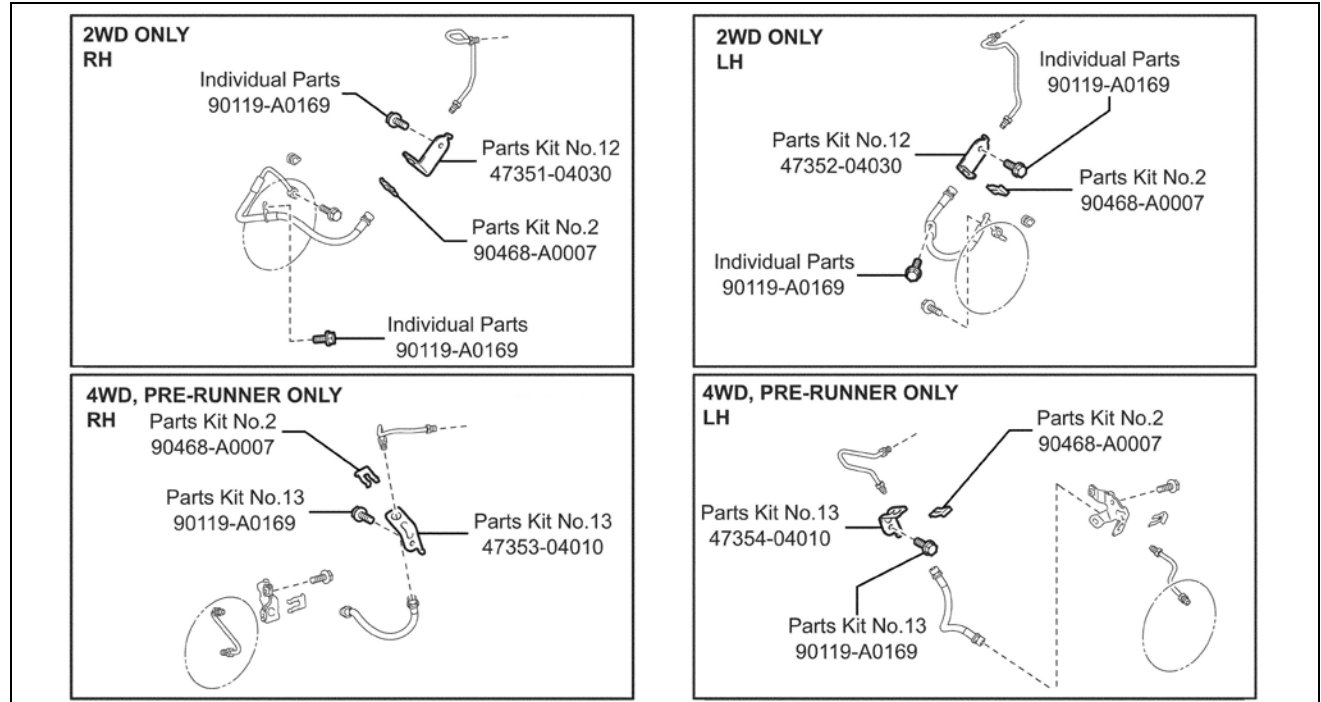 2WD ONLY
RH
Individual Parts
90119-A0169
Parts Kit No.12
47351-04030
Parts Kit No.2
90468-A0007
Individual Parts
90119-A0169
2WD ONLY
LH
Individual Parts
90119-A0169
Parts Kit No.12
47352-04030
Parts Kit No.2
90468-A0007
Individual Parts
90119-A0169
4WD, PRE-RUNNER ONLY
RH
Parts Kit No.2
90468-A0007
Parts Kit No.13
90119-A0169
Parts Kit No.13
47353-04010
4WD, PRE-RUNNER ONLY
LH
Parts Kit No.2
90468-A0007
Parts Kit No.13
47354-04010
Parts Kit No.13
90119-A0169